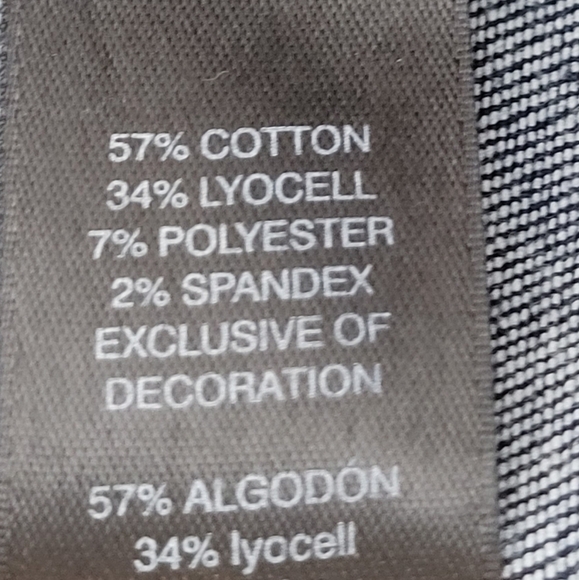 57% COTTON
34% LYOCELL
7% POLYESTER
2% SPANDEX
EXCLUSIVE OF
DECORATION
57% ALGODÓN
34% lyocell